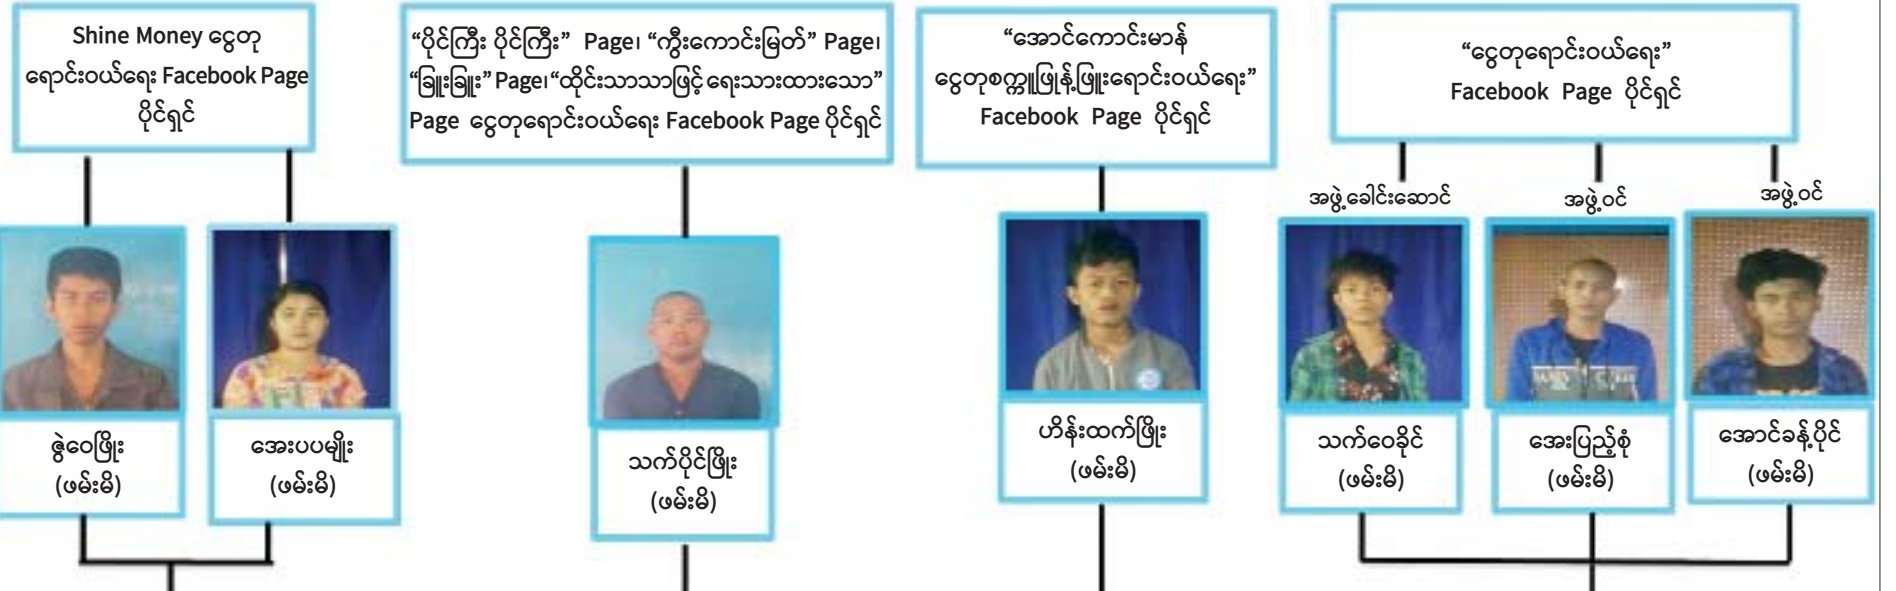 Shine Money ငွေတု
ရောင်းဝယ်ရေး Facebook Page
ပိုင်ရှင်
“ပိုင်ကြီး ပိုင်ကြီး” Page၊ “ကွီးကောင်းမြတ်” Page၊
“ခြူးခြူး” Page၊ “ထိုင်းသာသာဖြင့် ရေးသားထားသော”
Page ငွေတုရောင်းဝယ်ရေး Facebook Page ပိုင်ရှင်
“အောင်ကောင်းမာန်
ငွေတုစက္ကူဖြုန့်ဖြူးရောင်းဝယ်ရေး”
Facebook Page ပိုင်ရှင်
“ငွေတုရောင်းဝယ်ရေး”
Facebook Page ပိုင်ရှင်
အဖွဲ့ခေါင်းဆောင်
အဖွဲ့ဝင်
အဖွဲ့ဝင်
ဇွဲဝေဖြိုး
(ဖမ်းမိ)
အေးပပမျိုး
(ဖမ်းမိ)
သက်ပိုင်ဖြိုး
(ဖမ်းမိ)
ဟိန်းထက်ဖြိုး
(ဖမ်းမိ)
သက်ဝေခိုင်
(ဖမ်းမိ)
အေးပြည့်စုံ
(ဖမ်းမိ)
အောင်ခန့်ပိုင်
(ဖမ်းမိ)